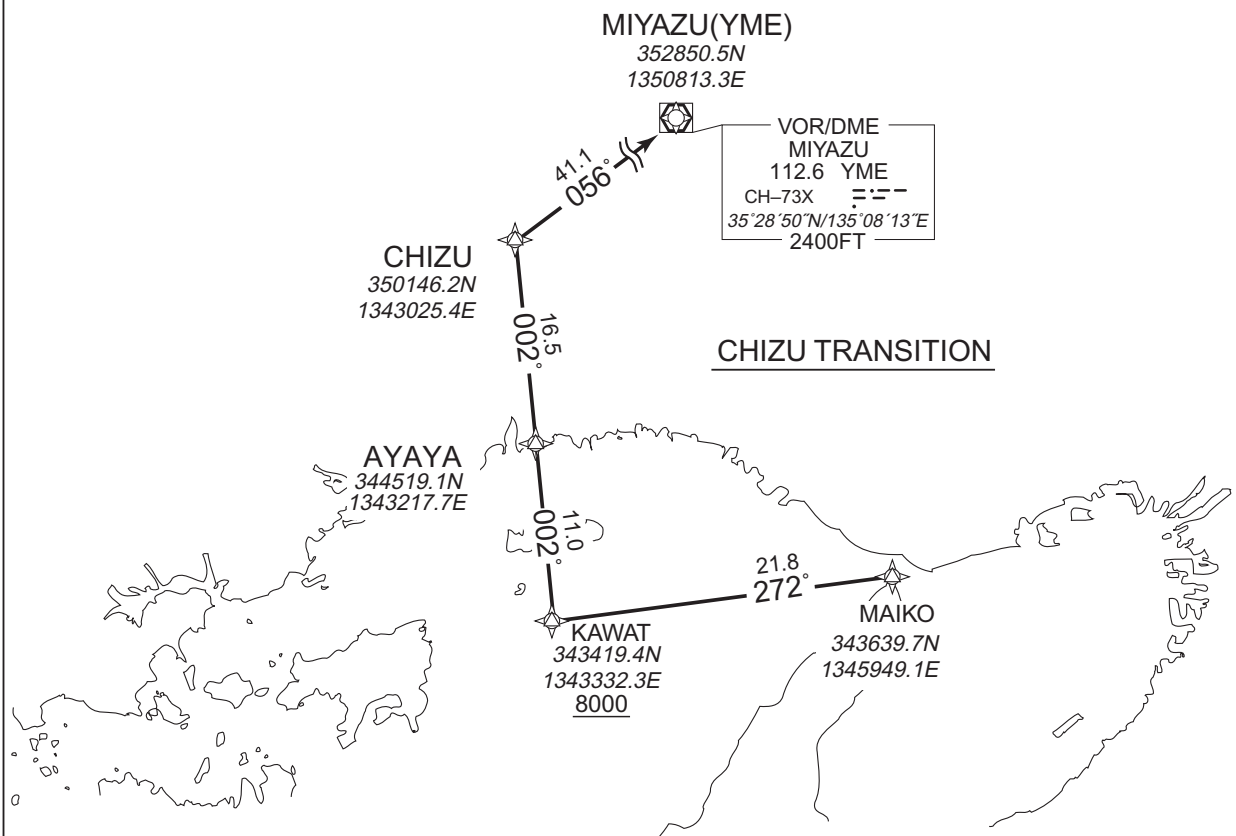 MIYAZU(YME)
352850.5N
1350813.3E
VOR/DME
MIYAZU
112.6 YME
CH–73X
35°28´50˝N/135°08´13˝E
2400FT
41.1
056°
CHIZU
350146.2N
1343025.4E
16.5
002°
CHIZU TRANSITION
AYAYA
344519.1N
1343217.7E
11.0
002°
21.8
272°
KAWAT
343419.4N
1343332.3E
8000
MAIKO
343639.7N
1345949.1E